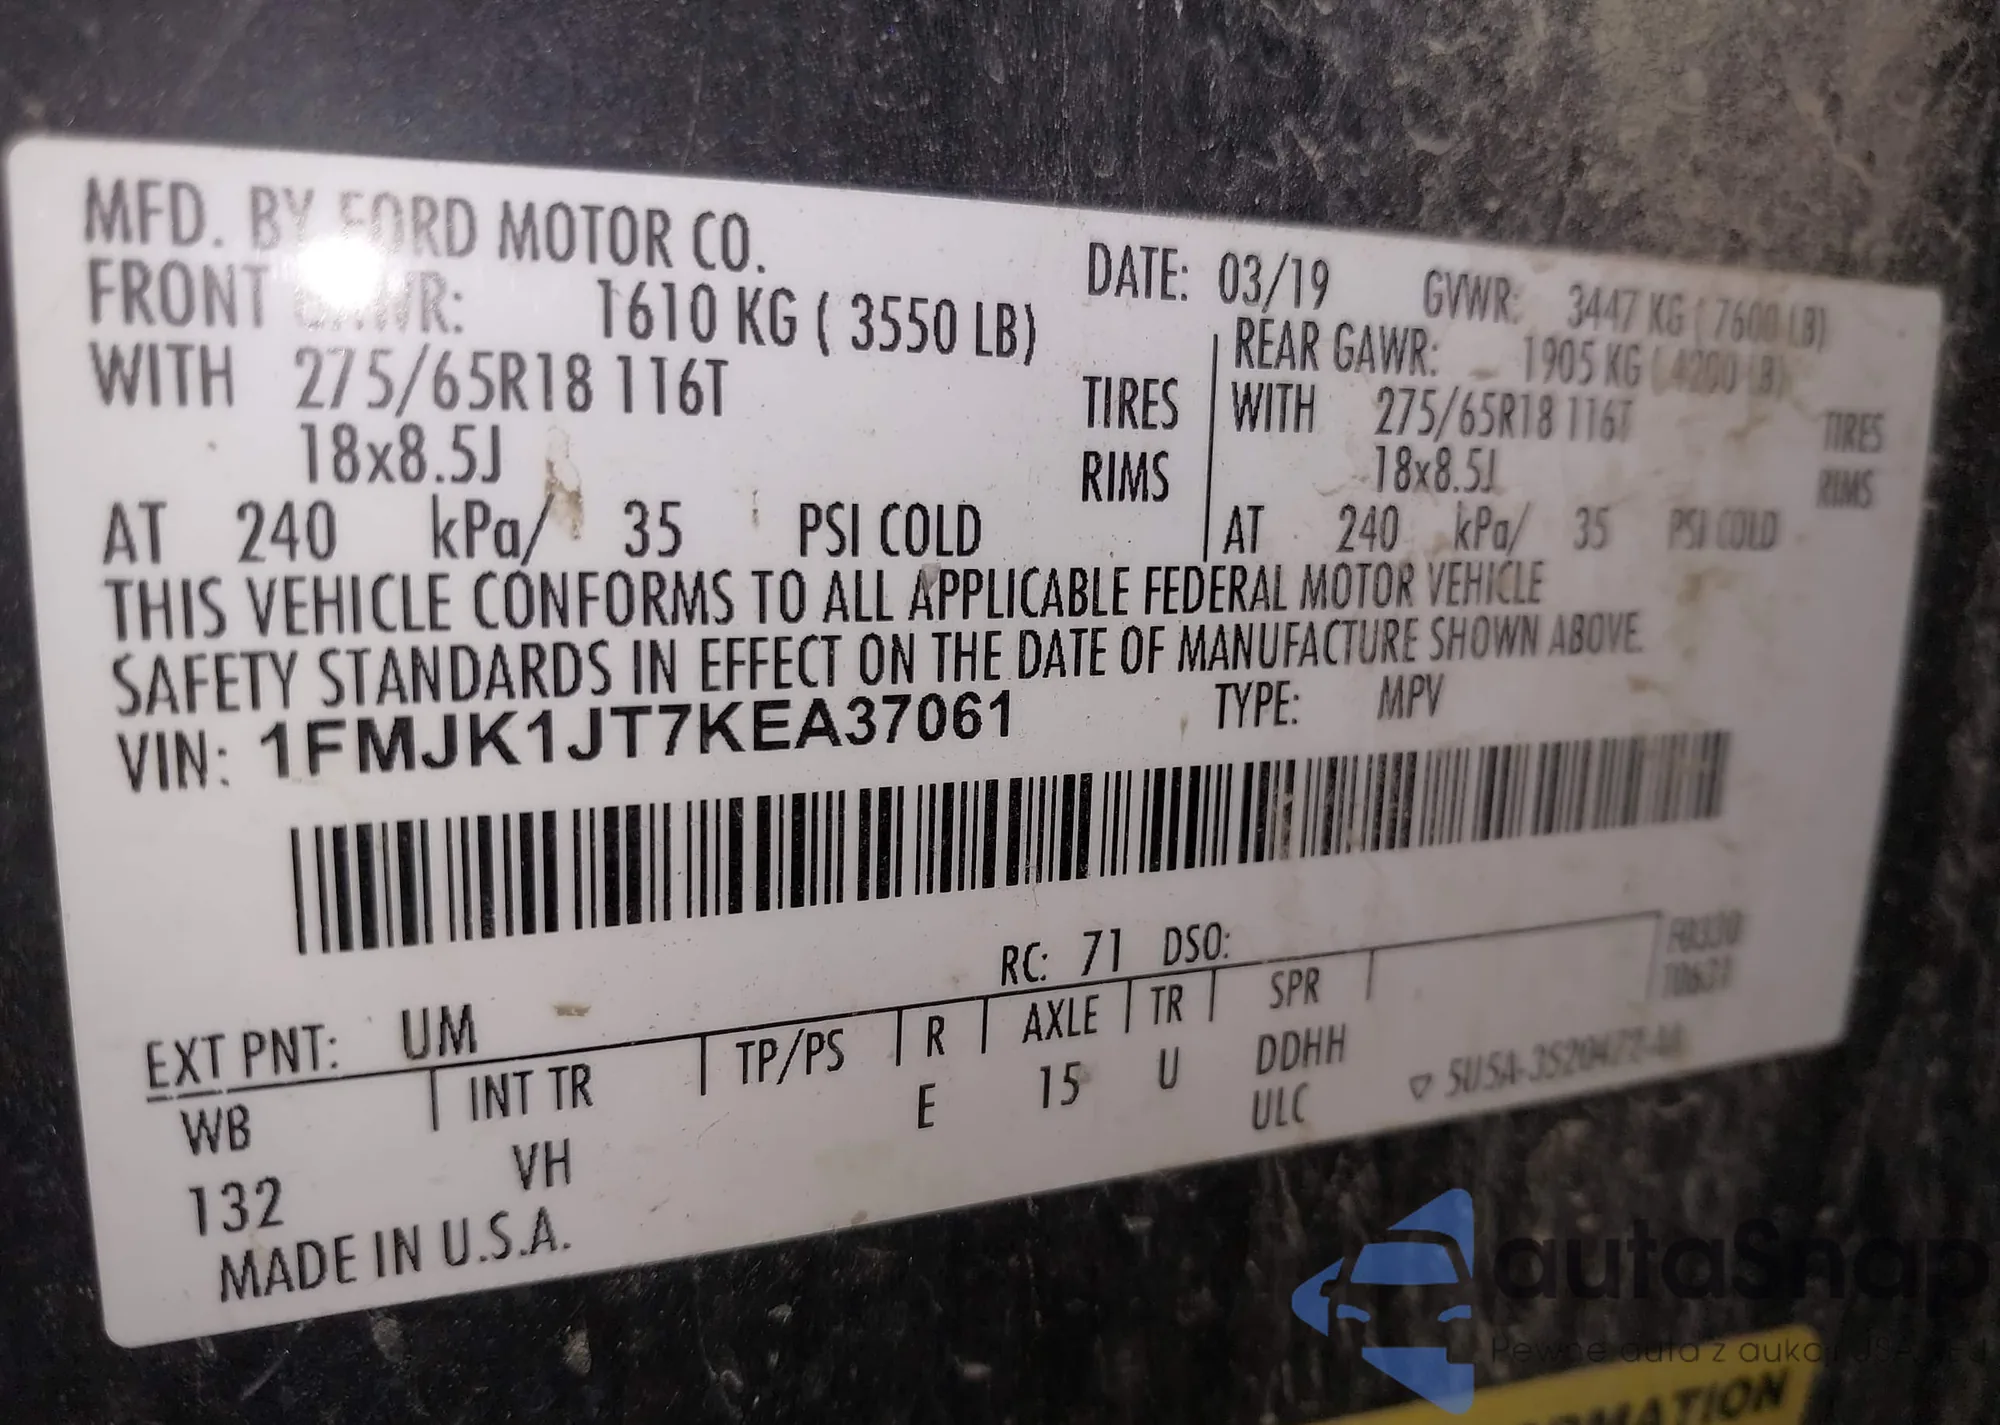 MFD. BY FORD MOTOR CO.
DATE: 03/19 GVWR: 3447 KG ( 7600 LB)
FRONT GAWR: 1610 KG ( 3550 LB)
REAR GAWR: 1905 KG ( 4200 LB)
WITH 275/65R18 116T TIRES
WITH 275/65R18 116T TIRES
18x8.5J RIMS
18x8.5J RIMS
AT 240 kPa/ 35 PSI COLD
AT 240 kPa/ 35 PSI COLD
THIS VEHICLE CONFORMS TO ALL APPLICABLE FEDERAL MOTOR VEHICLE
SAFETY STANDARDS IN EFFECT ON THE DATE OF MANUFACTURE SHOWN ABOVE.
VIN: 1FMJK1JT7KEA37061 TYPE: MPV
RC: 71 DSO:
EXT PNT: UM
WB INT TR TP/PS R AXLE TR SPR
132 VH E 15 U DDHH
ULC
MADE IN U.S.A.
autaSnap
Pewne auta z aukcji